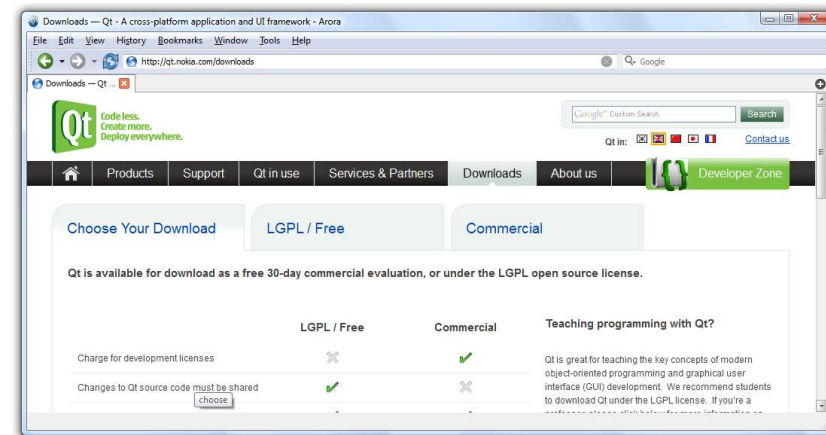 Downloads — Qt - A cross-platform application and UI framework - Arora
File Edit View History Bookmarks Window Tools Help
http://qt.nokia.com/downloads
Google
Downloads — Qt ...
Qt
Code less.
Create more.
Deploy everywhere.
Google™ Custom Search
Search
Qt in:
Contact us
Products Support Qt in use Services & Partners Downloads About us Developer Zone
Choose Your Download LGPL / Free Commercial
Qt is available for download as a free 30-day commercial evaluation, or under the LGPL open source license.
LGPL / Free Commercial
Charge for development licenses
Changes to Qt source code must be shared
choose
Teaching programming with Qt?
Qt is great for teaching the key concepts of modern
object-oriented programming and graphical user
interface (GUI) development. We recommend students
to download Qt under the LGPL license. If you're a